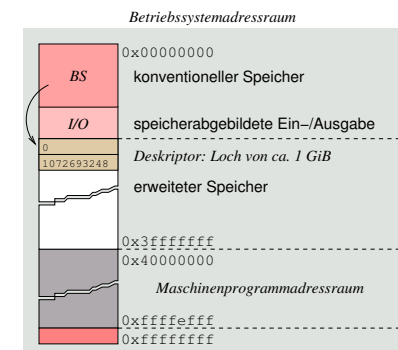 Betriebssystemadressraum
0x00000000
BS
konventioneller Speicher
I/O
speicherabgebildete Ein−/Ausgabe
0
1072693248
Deskriptor: Loch von ca. 1 GiB
erweiteter Speicher
0x3fffffff
0x40000000
Maschinenprogrammadressraum
0xffffefff
0xffffffff